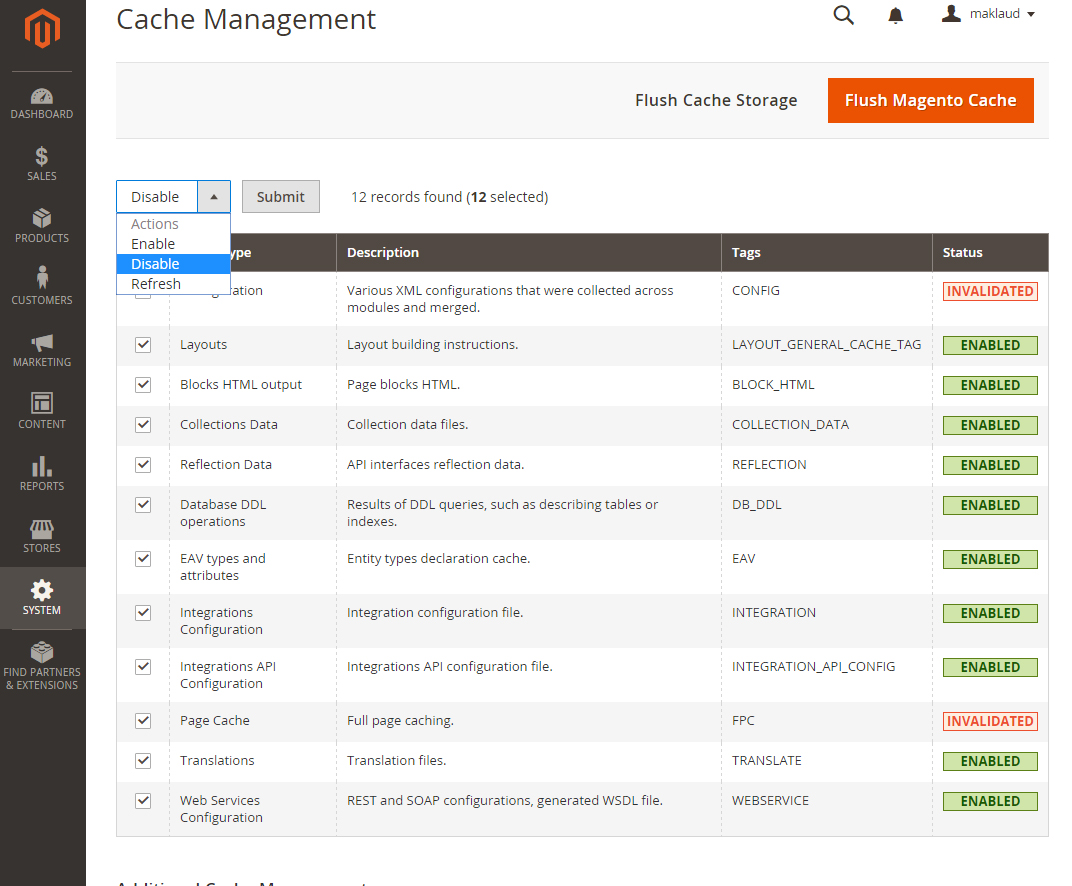 Cache Management
maklaud
Flush Cache Storage
Flush Magento Cache
DASHBOARD
SALES
PRODUCTS
CUSTOMERS
MARKETING
CONTENT
REPORTS
STORES
SYSTEM
FIND PARTNERS
& EXTENSIONS
Disable
Submit
12 records found (12 selected)
Actions
Enable
Disable
Refresh
ype Description Tags Status
ration Various XML configurations that were collected across CONFIG INVALIDATED
modules and merged.
Layouts Layout building instructions. LAYOUT_GENERAL_CACHE_TAG ENABLED
Blocks HTML output Page blocks HTML. BLOCK_HTML ENABLED
Collections Data Collection data files. COLLECTION_DATA ENABLED
Reflection Data API interfaces reflection data. REFLECTION ENABLED
Database DDL Results of DDL queries, such as describing tables or DB_DDL ENABLED
operations indexes.
EAV types and Entity types declaration cache. EAV ENABLED
attributes
Integrations Integration configuration file. INTEGRATION ENABLED
Configuration
Integrations API Integrations API configuration file. INTEGRATION_API_CONFIG ENABLED
Configuration
Page Cache Full page caching. FPC INVALIDATED
Translations Translation files. TRANSLATE ENABLED
Web Services REST and SOAP configurations, generated WSDL file. WEBSERVICE ENABLED
Configuration